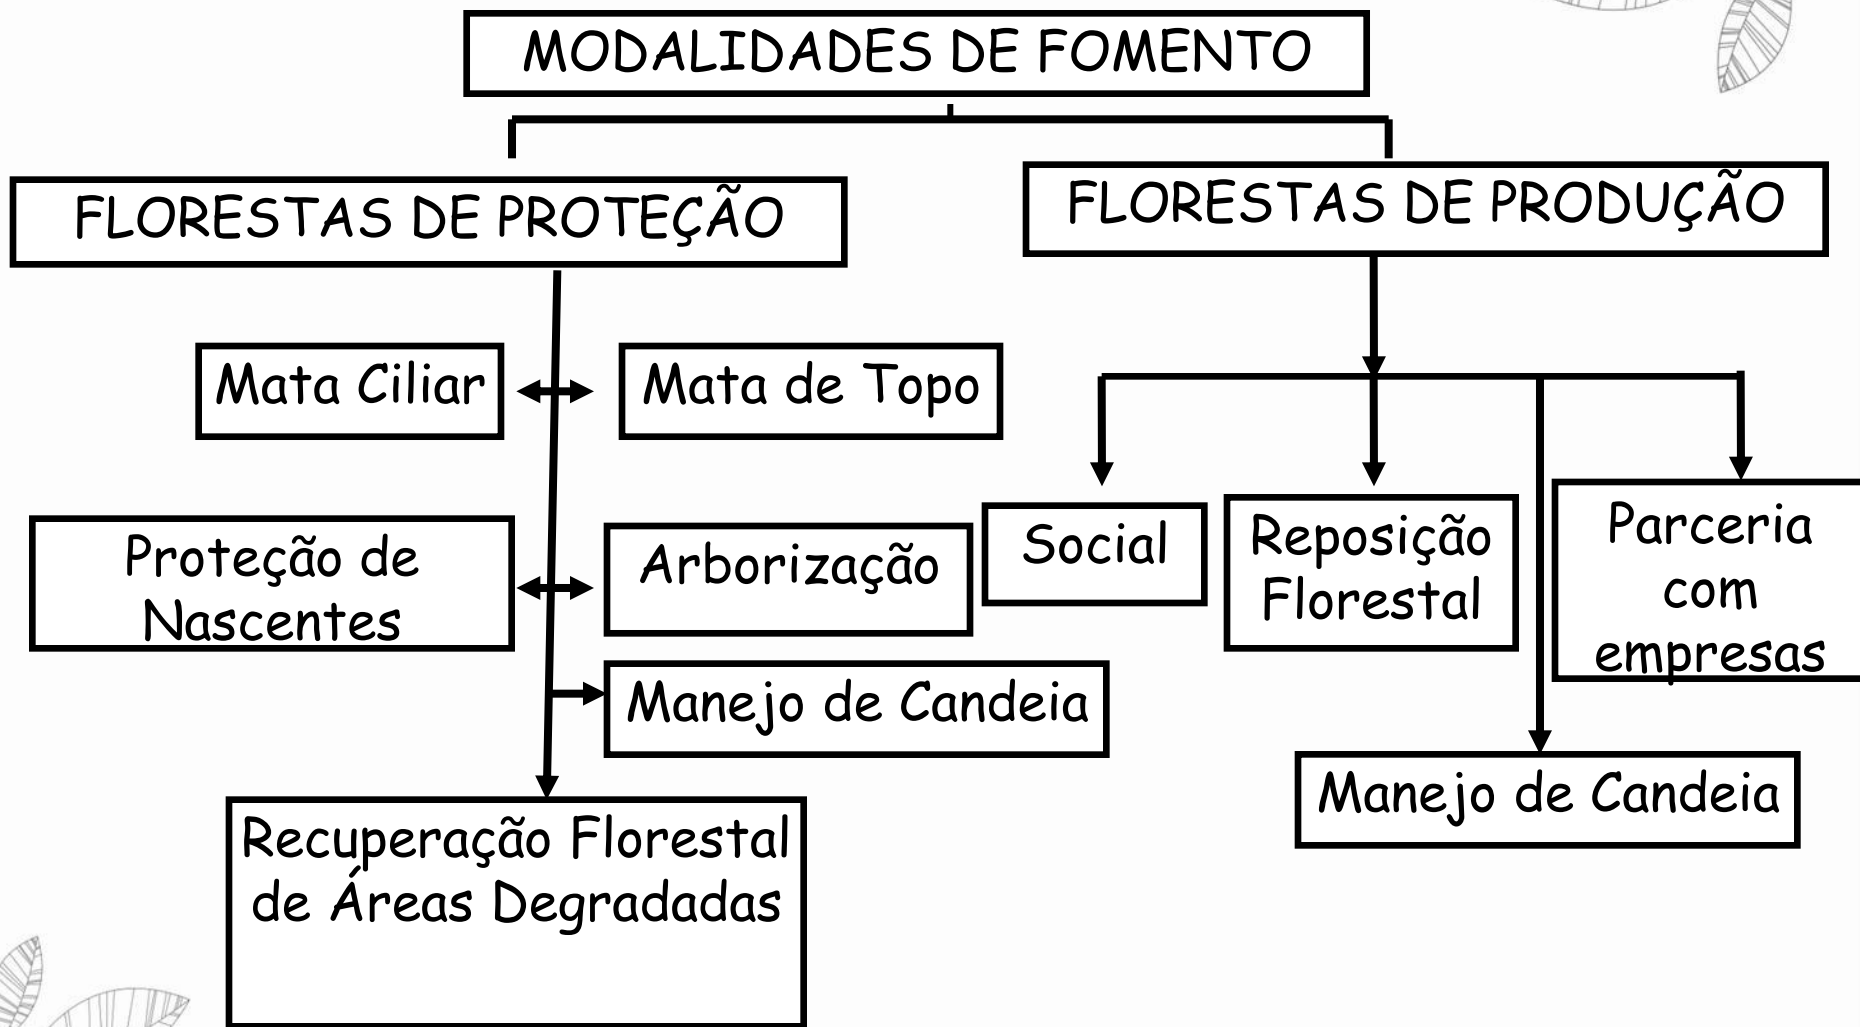 MODALIDADES DE FOMENTO
FLORESTAS DE PROTEÇÃO
FLORESTAS DE PRODUÇÃO
Mata Ciliar
Mata de Topo
Proteção de
Nascentes
Arborização
Manejo de Candeia
Recuperação Florestal
de Áreas Degradadas
Social
Reposição
Florestal
Parceria
com
empresas
Manejo de Candeia